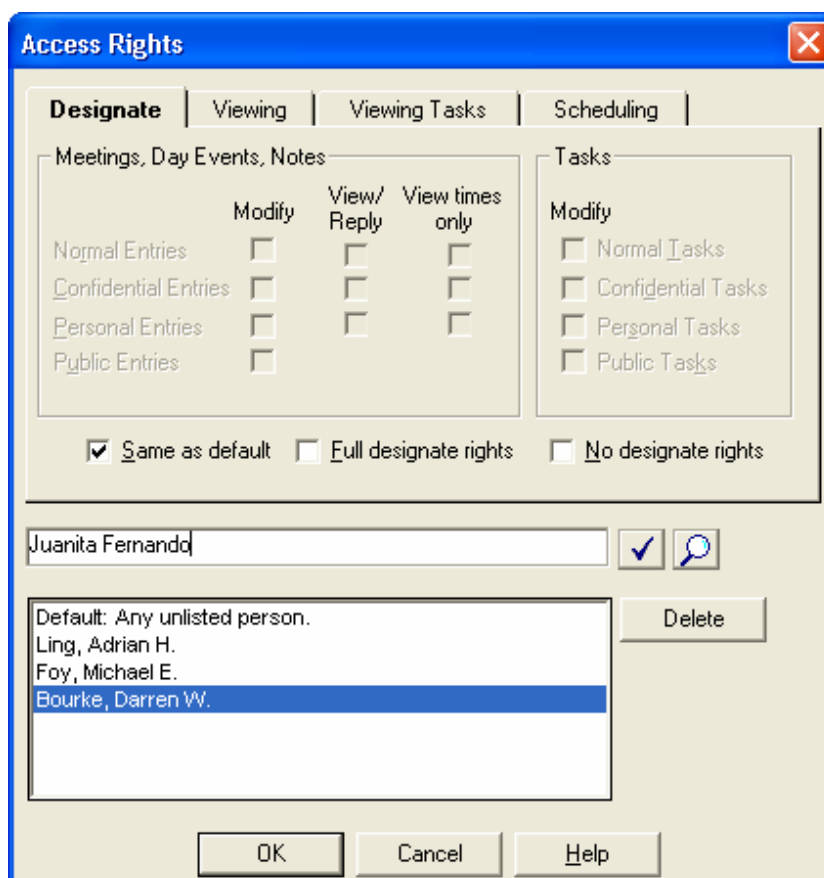 Access Rights
Designate Viewing Viewing Tasks Scheduling
Meetings, Day Events, Notes
Modify View/ Reply View times only
Normal Entries
Confidential Entries
Personal Entries
Public Entries
Tasks
Modify
Normal Tasks
Confidential Tasks
Personal Tasks
Public Tasks
Same as default Full designate rights No designate rights
Juanita Fernando
Default: Any unlisted person.
Ling, Adrian H.
Foy, Michael E.
Bourke, Darren W.
Delete
OK Cancel Help